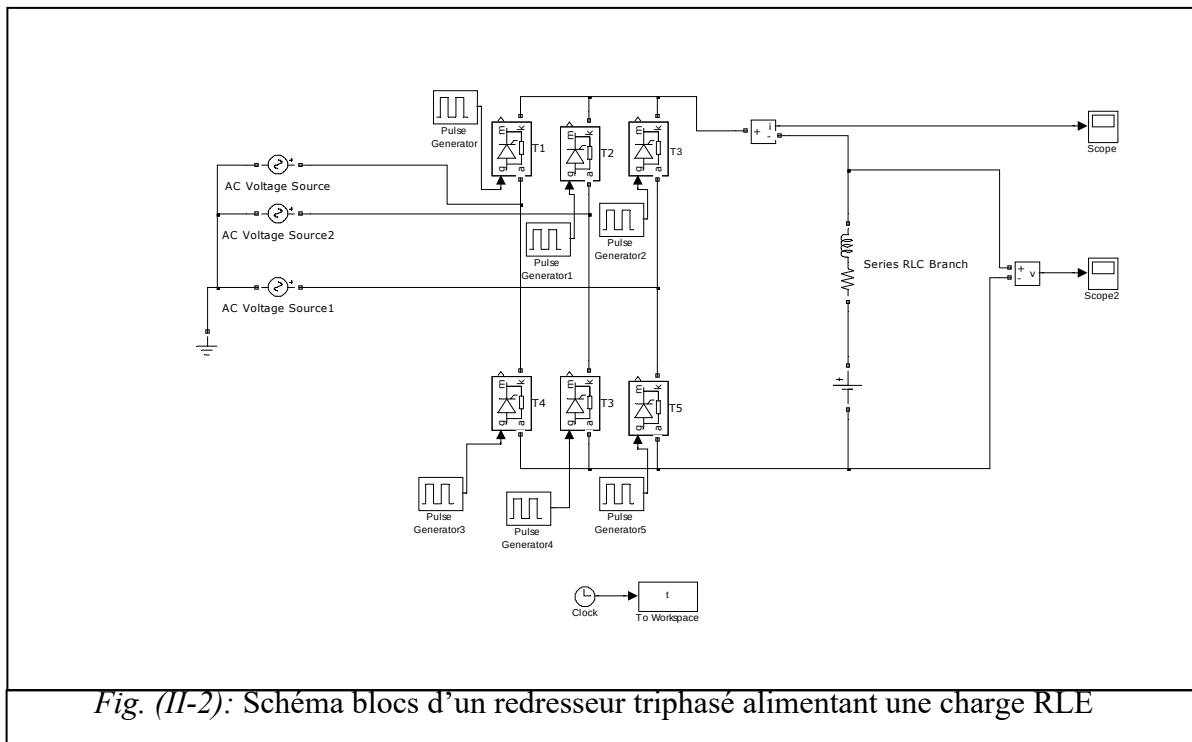 Pulse
Generator
m
k
g
a
T1
m
k
g
a
T2
m
k
g
a
T3
+
i
-
Scope
AC Voltage Source
AC Voltage Source2
AC Voltage Source1
Pulse
Generator1
Pulse
Generator2
Series RLC Branch
+
-
v
Scope2
+
m
k
g
a
T4
m
k
g
a
T3
m
k
g
a
T5
Pulse
Generator3
Pulse
Generator4
Pulse
Generator5
Clock
t
To Workspace
Fig. (II-2): Schéma blocs d'un redresseur triphasé alimentant une charge RLE